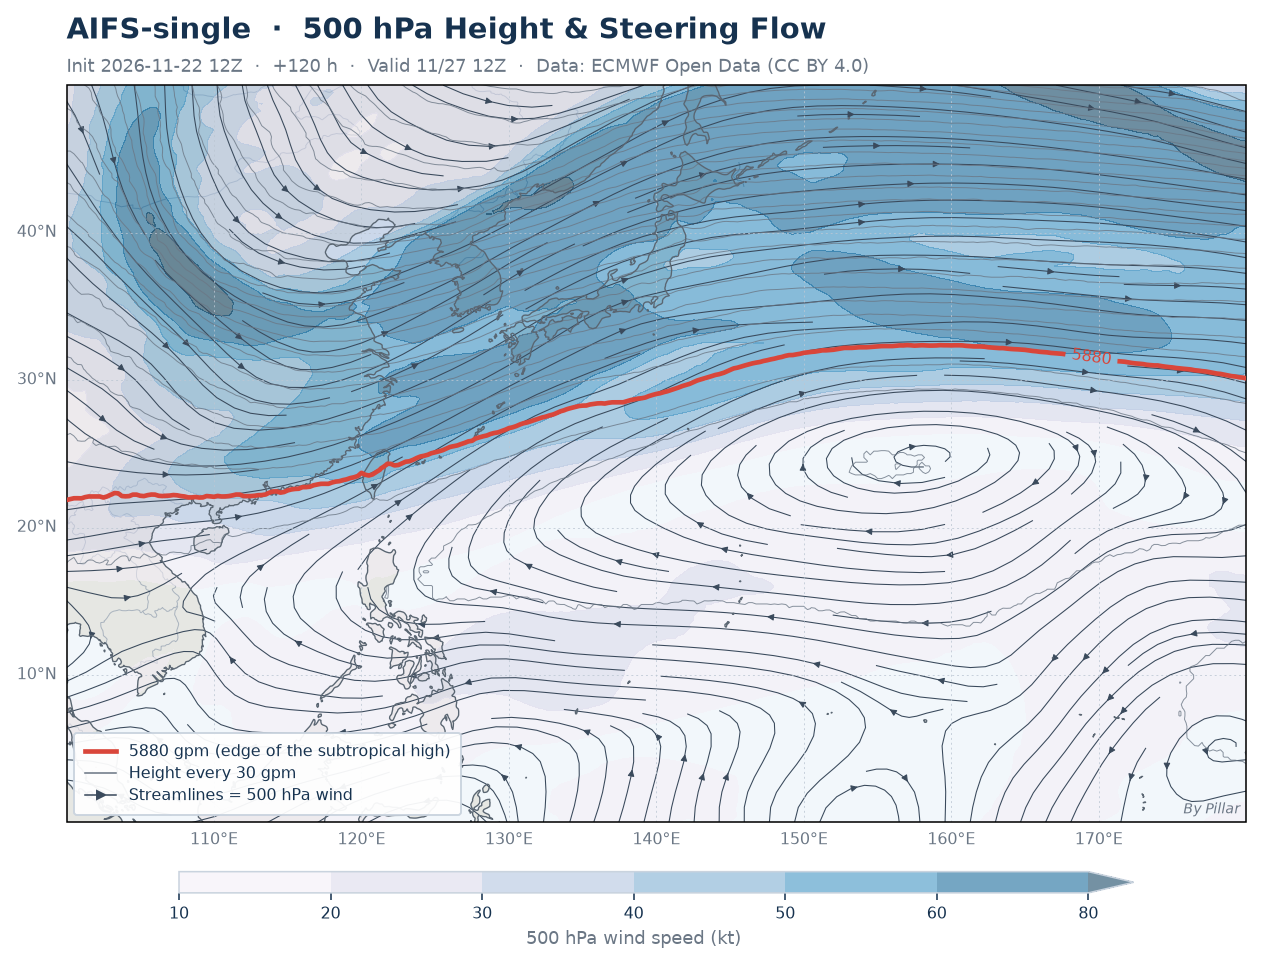 AIFS-single · 500 hPa Height & Steering Flow
Init 2026-11-22 12Z · +120 h · Valid 11/27 12Z · Data: ECMWF Open Data (CC BY 4.0)
40°N
30°N
20°N
10°N
5880
5880 gpm (edge of the subtropical high)
Height every 30 gpm
Streamlines = 500 hPa wind
By Pillar
110°E 120°E 130°E 140°E 150°E 160°E 170°E
10 20 30 40 50 60 80
500 hPa wind speed (kt)